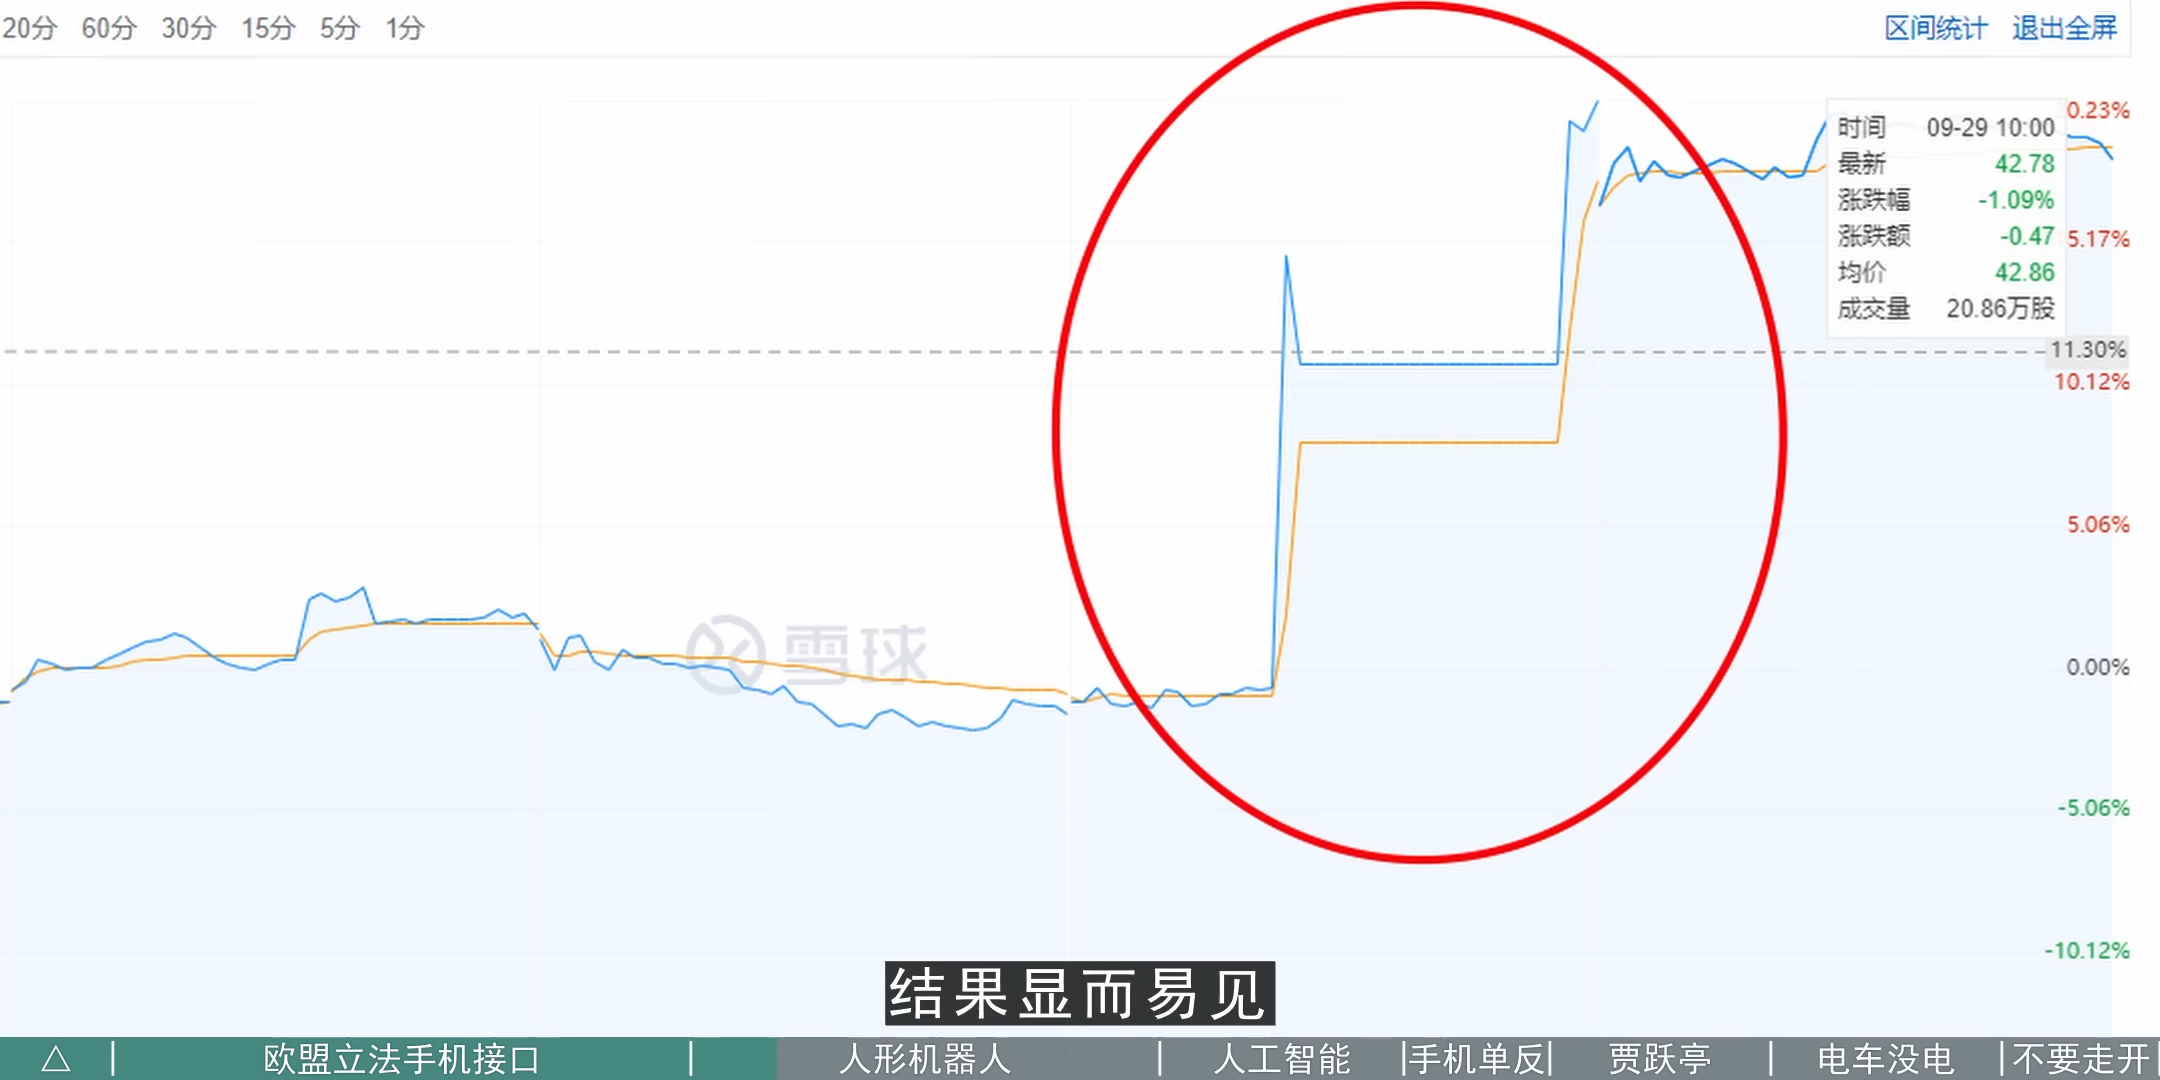 20分 60分 30分 15分 5分 1分
区间统计 退出全屏
0.23%
时间 09-29 10:00
最新 42.78
涨跌幅 -1.09%
涨跌额 -0.47
5.17%
均价 42.86
成交量 20.86万股
11.30%
10.12%
5.06%
雪球
0.00%
-5.06%
-10.12%
结果显而易见
△ | 欧盟立法手机接口 | 人形机器人 | 人工智能 |手机单反| 贾跃亭 | 电车没电 |不要走开|